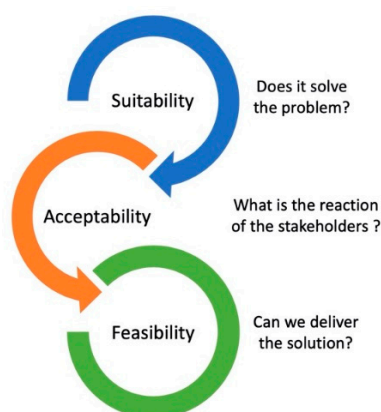 Suitability
Does it solve
the problem?
Acceptability
What is the reaction
of the stakeholders ?
Feasibility
Can we deliver
the solution?